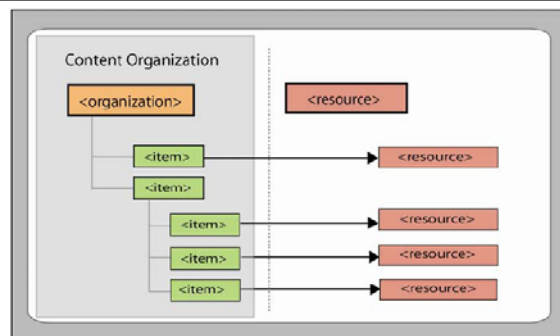 Content Organization
<organization>
<resource>
<item>
<resource>
<item>
<item>
<resource>
<item>
<resource>
<item>
<resource>